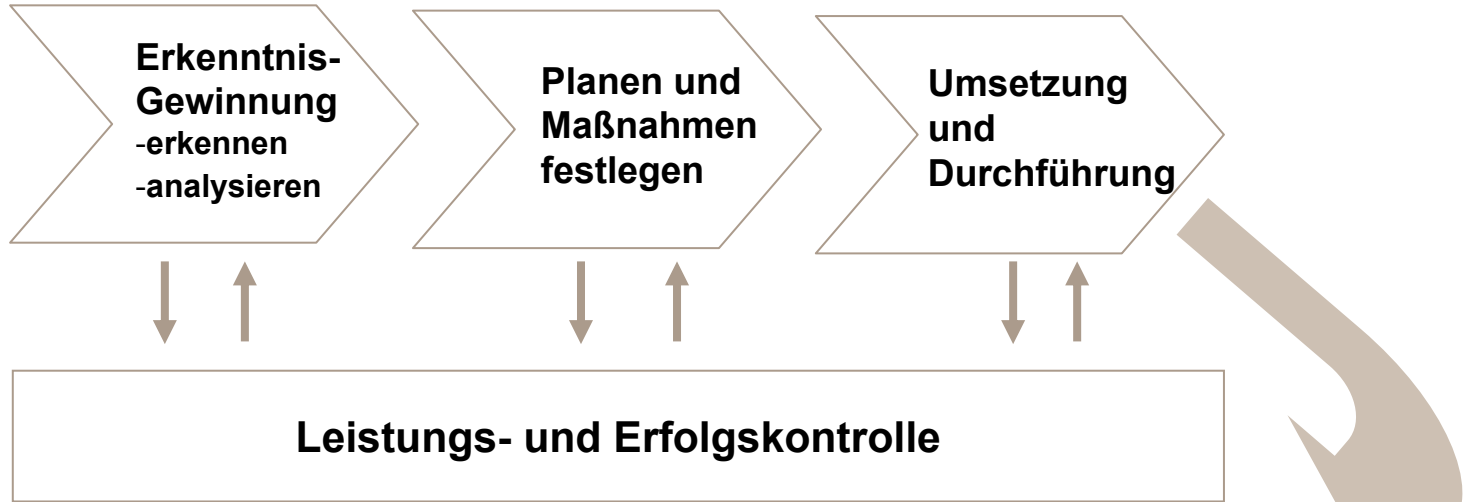 Erkenntnis-
Gewinnung
-erkennen
-analysieren
Planen und
Maßnahmen
festlegen
Umsetzung
und
Durchführung
Leistungs- und Erfolgskontrolle